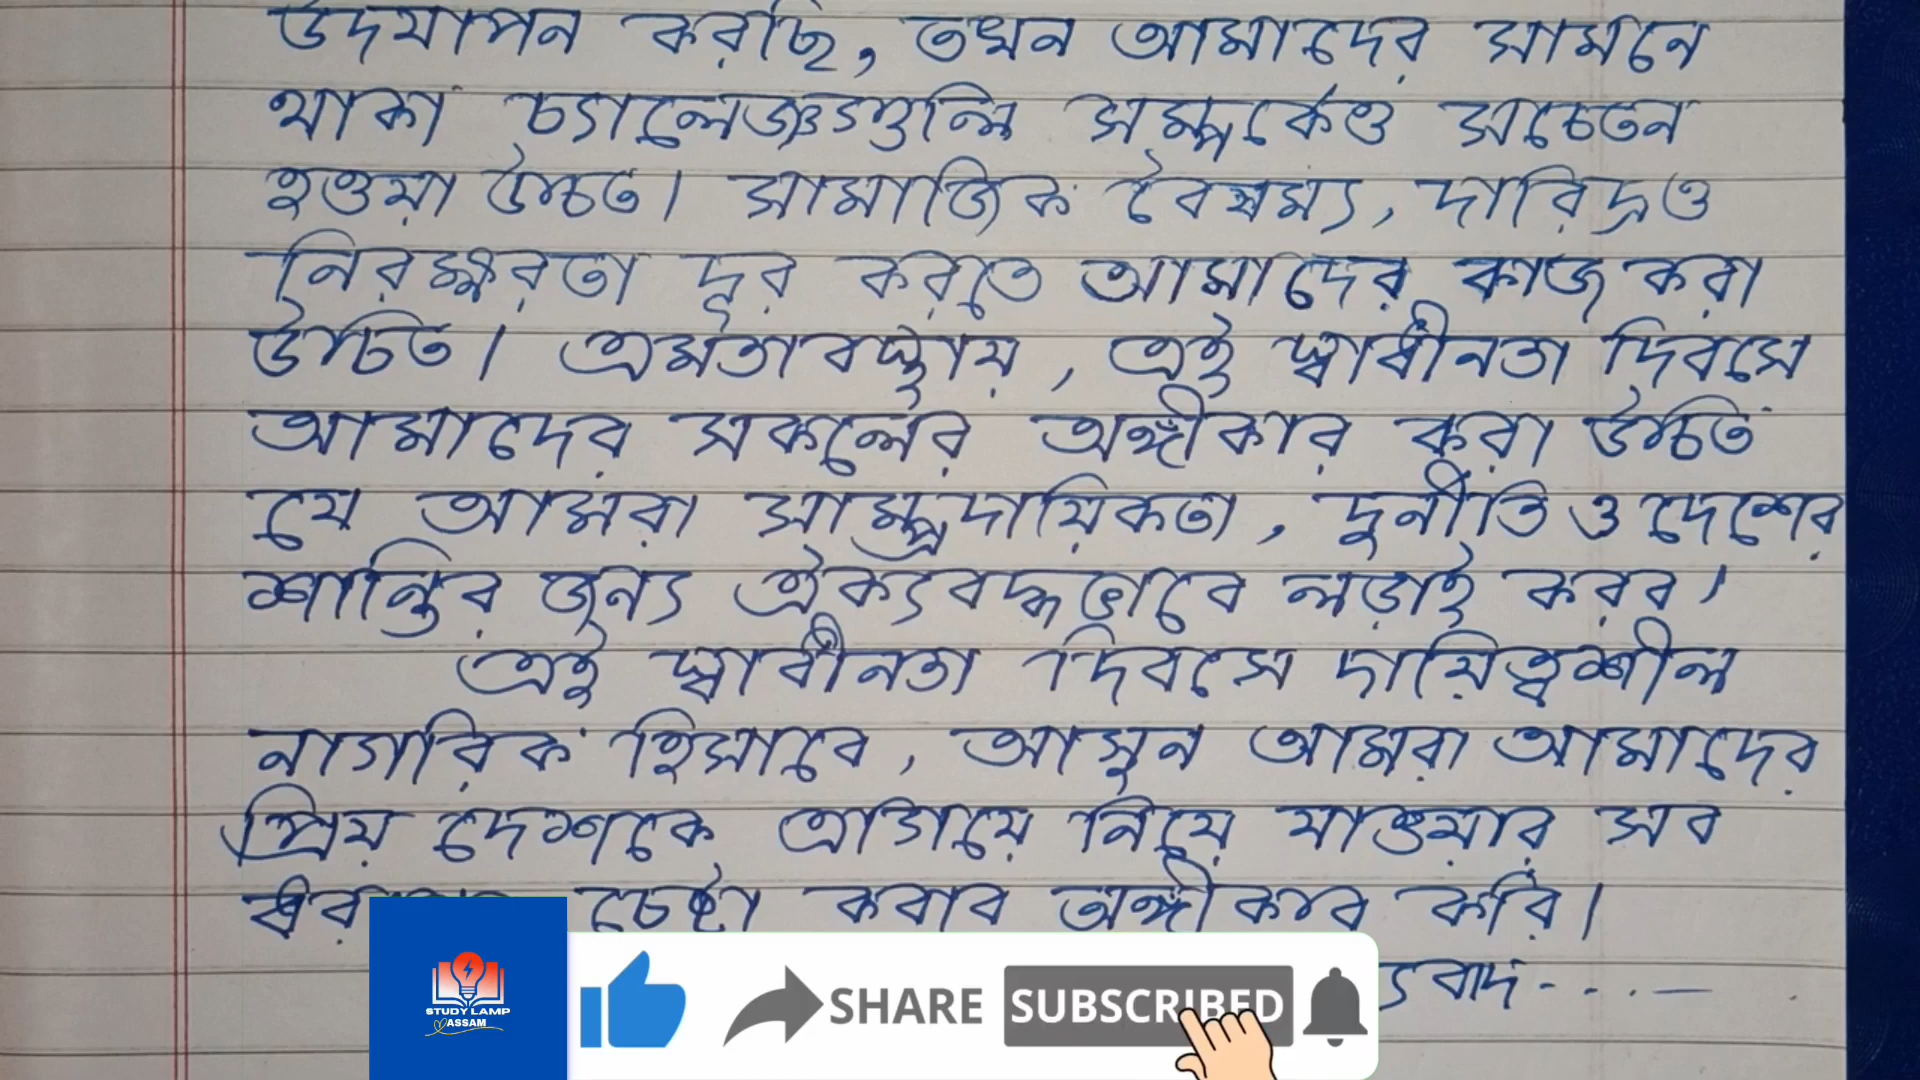 উদযাপন করছি, তখন আমাদের সামনে
থাকা চ্যালেঞ্জগুলি সম্পর্কেও সচেতন
হওয়া উচিত। সামাজিক বৈষম্য, দারিদ্র ও
নিরক্ষরতা দূর করতে আমাদের কাজ করা
উচিত। এমতাবস্থায়, এই স্বাধীনতা দিবসে
আমাদের সকলের অঙ্গীকার করা উচিত
যে আমরা সাম্প্রদায়িকতা, দুর্নীতি ও দেশের
শান্তির জন্য ঐক্যবদ্ধভাবে লড়াই করব।
এই স্বাধীনতা দিবসে দায়িত্বশীল
নাগরিক হিসাবে, আসুন আমরা আমাদের
প্রিয় দেশকে এগিয়ে নিয়ে যাওয়ার সব
চেষ্টা করার অঙ্গীকার করি।
STUDY LAMP
ASSAM
SHARE
SUBSCRIBED